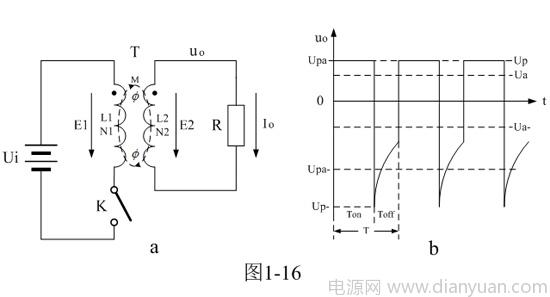 T
uo
M
Φ
E1
L1
N1
L2
N2
E2
R
Io
Ui
Φ
K
a
uo
Upa
Up
Ua
0
t
Ua-
Upa-
Up-
Ton
Toff
T
b
图1-16
电源网 www.dianyuan.com